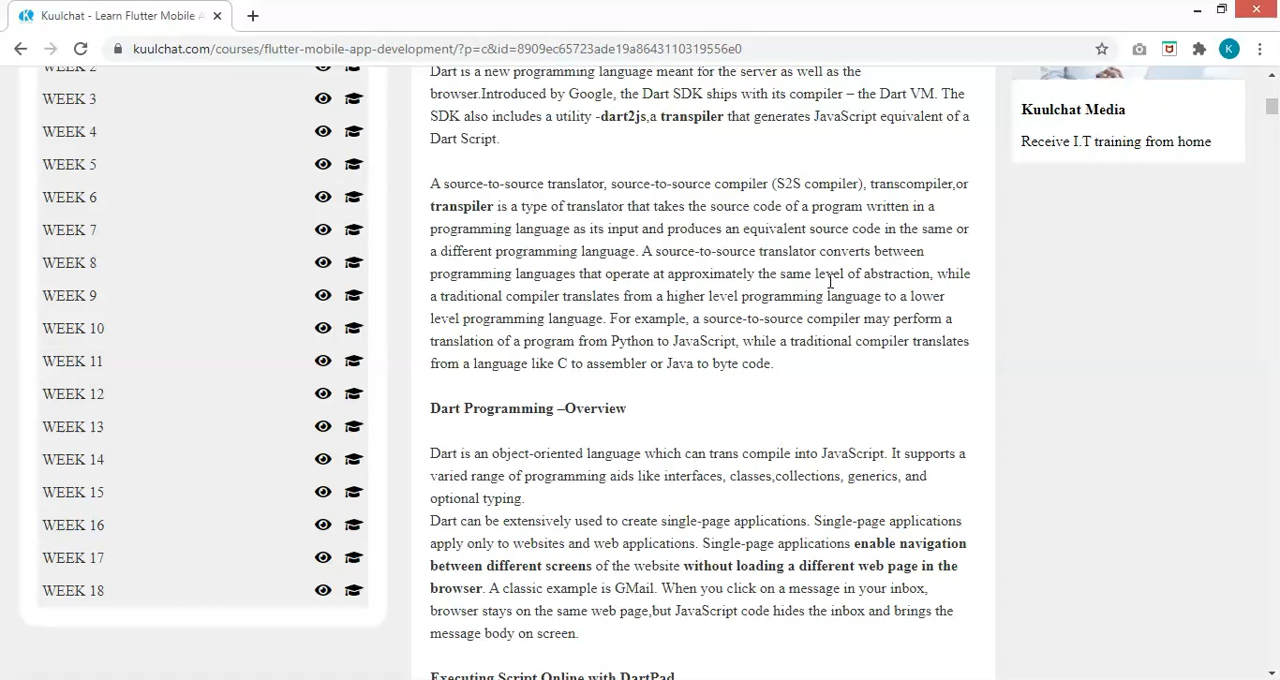 Kuulchat - Learn Flutter Mobile A
kuulchat.com/courses/flutter-mobile-app-development/?p=c&id=8909ec65723ade19a8643110319556e0
K
WEEK 2
WEEK 3
WEEK 4
WEEK 5
WEEK 6
WEEK 7
WEEK 8
WEEK 9
WEEK 10
WEEK 11
WEEK 12
WEEK 13
WEEK 14
WEEK 15
WEEK 16
WEEK 17
WEEK 18
Dart is a new programming language meant for the server as well as the
browser.Introduced by Google, the Dart SDK ships with its compiler – the Dart VM. The
SDK also includes a utility -dart2js,a transpiler that generates JavaScript equivalent of a
Dart Script.
A source-to-source translator, source-to-source compiler (S2S compiler), transcompiler,or
transpiler is a type of translator that takes the source code of a program written in a
programming language as its input and produces an equivalent source code in the same or
a different programming language. A source-to-source translator converts between
programming languages that operate at approximately the same level of abstraction, while
a traditional compiler translates from a higher level programming language to a lower
level programming language. For example, a source-to-source compiler may perform a
translation of a program from Python to JavaScript, while a traditional compiler translates
from a language like C to assembler or Java to byte code.
Dart Programming –Overview
Dart is an object-oriented language which can trans compile into JavaScript. It supports a
varied range of programming aids like interfaces, classes,collections, generics, and
optional typing.
Dart can be extensively used to create single-page applications. Single-page applications
apply only to websites and web applications. Single-page applications enable navigation
between different screens of the website without loading a different web page in the
browser. A classic example is GMail. When you click on a message in your inbox,
browser stays on the same web page,but JavaScript code hides the inbox and brings the
message body on screen.
Executing Script Online with DartPad
Kuulchat Media
Receive I.T training from home